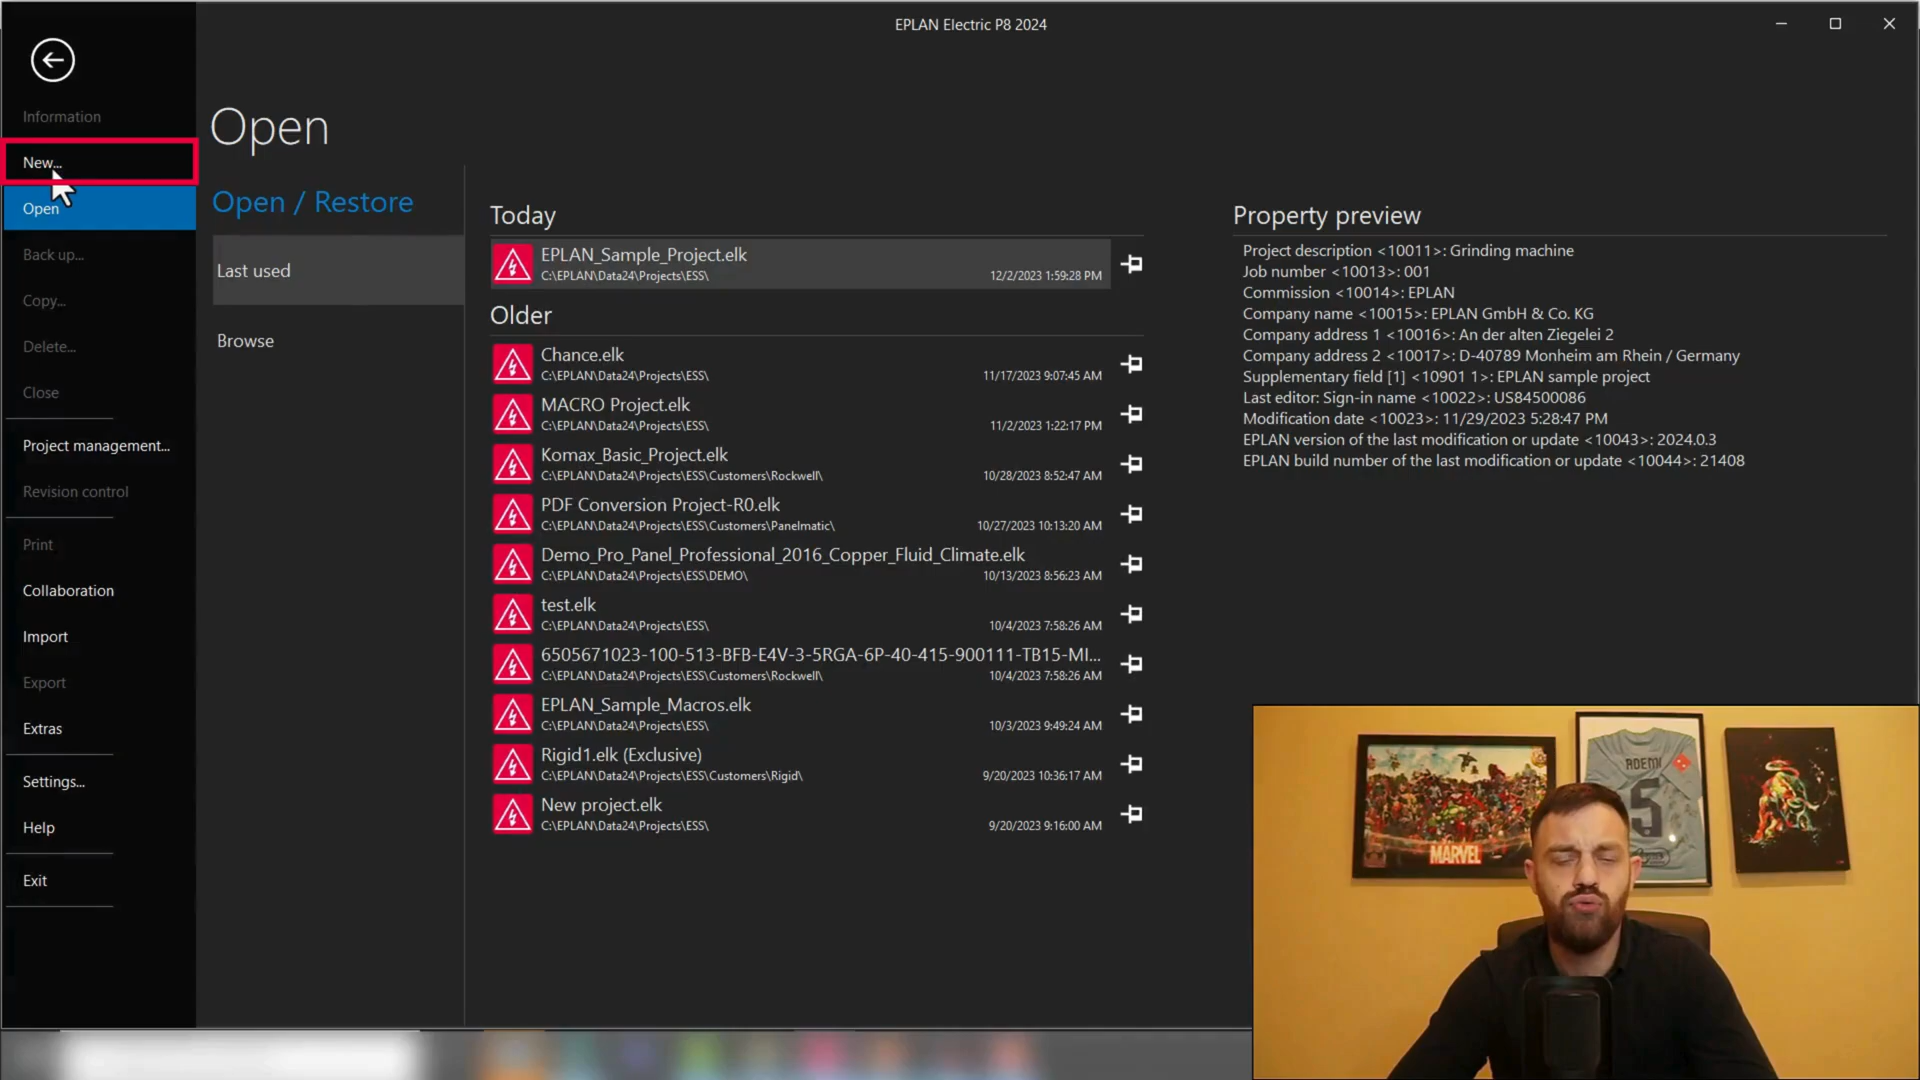 EPLAN Electric P8 2024
Information
New...
Open
Back up...
Copy...
Delete...
Close
Project management...
Revision control
Print
Collaboration
Import
Export
Extras
Settings...
Help
Exit
Open
Open / Restore
Last used
Browse
Today
EPLAN_Sample_Project.elk
C:\EPLAN\Data24\Projects\ESS\ 12/2/2023 1:59:28 PM
Older
Chance.elk
C:\EPLAN\Data24\Projects\ESS\ 11/17/2023 9:07:45 AM
MACRO Project.elk
C:\EPLAN\Data24\Projects\ESS\ 11/2/2023 1:22:17 PM
Komax_Basic_Project.elk
C:\EPLAN\Data24\Projects\ESS\Customers\Rockwell\ 10/28/2023 8:52:47 AM
PDF Conversion Project-R0.elk
C:\EPLAN\Data24\Projects\ESS\Customers\Panelmatic\ 10/27/2023 10:13:20 AM
Demo_Pro_Panel_Professional_2016_Copper_Fluid_Climate.elk
C:\EPLAN\Data24\Projects\ESS\DEMO\ 10/13/2023 8:56:23 AM
test.elk
C:\EPLAN\Data24\Projects\ESS\ 10/4/2023 7:58:26 AM
6505671023-100-513-BFB-E4V-3-5RGA-6P-40-415-900111-TB15-MI...
C:\EPLAN\Data24\Projects\ESS\Customers\Rockwell\ 10/4/2023 7:58:26 AM
EPLAN_Sample_Macros.elk
C:\EPLAN\Data24\Projects\ESS\ 10/3/2023 9:49:24 AM
Rigid1.elk (Exclusive)
C:\EPLAN\Data24\Projects\ESS\Customers\Rigid\ 9/20/2023 10:36:17 AM
New project.elk
C:\EPLAN\Data24\Projects\ESS\ 9/20/2023 9:16:00 AM
Property preview
Project description <10011>: Grinding machine
Job number <10013>: 001
Commission <10014>: EPLAN
Company name <10015>: EPLAN GmbH & Co. KG
Company address 1 <10016>: An der alten Ziegelei 2
Company address 2 <10017>: D-40789 Monheim am Rhein / Germany
Supplementary field [1] <10901 1>: EPLAN sample project
Last editor: Sign-in name <10022>: US84500086
Modification date <10023>: 11/29/2023 5:28:47 PM
EPLAN version of the last modification or update <10043>: 2024.0.3
EPLAN build number of the last modification or update <10044>: 21408
MARVEL
ADEMI
5